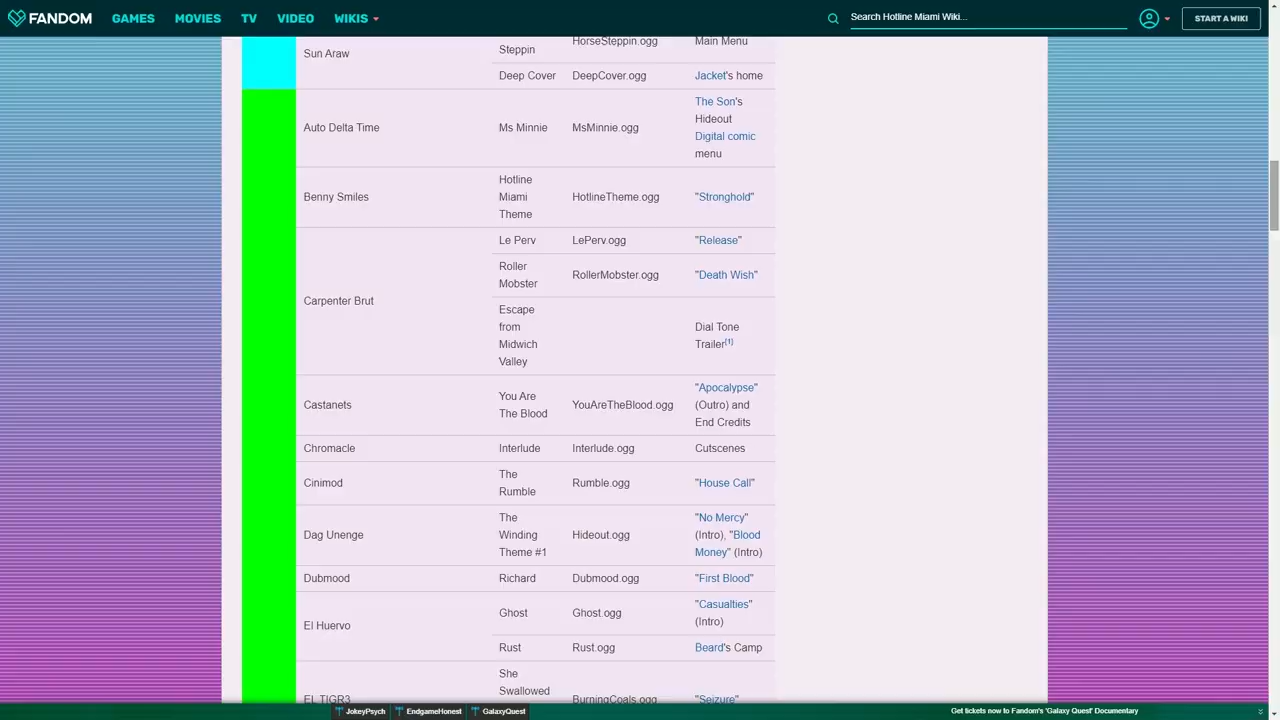 FANDOM GAMES MOVIES TV VIDEO WIKIS Search Hotline Miami Wiki... START A WIKI
Sun Araw
Steppin HorseSteppin.ogg Main Menu
Deep Cover DeepCover.ogg Jacket's home
Auto Delta Time Ms Minnie MsMinnie.ogg
The Son's
Hideout
Digital comic
menu
Benny Smiles
Hotline
Miami
Theme
HotlineTheme.ogg "Stronghold"
Carpenter Brut
Le Perv LePerv.ogg "Release"
Roller
Mobster
RollerMobster.ogg "Death Wish"
Escape
from
Midwich
Valley
Dial Tone
Trailer[1]
Castanets
You Are
The Blood
YouAreTheBlood.ogg
"Apocalypse"
(Outro) and
End Credits
Chromacle Interlude Interlude.ogg Cutscenes
Cinimod
The
Rumble
Rumble.ogg "House Call"
Dag Unenge
The
Winding
Theme #1
Hideout.ogg
"No Mercy"
(Intro), "Blood
Money" (Intro)
Dubmood Richard Dubmood.ogg "First Blood"
El Huervo
Ghost Ghost.ogg
"Casualties"
(Intro)
Rust Rust.ogg Beard's Camp
EL TIGR3
She
Swallowed
BurningCoals.ogg "Seizure"
JokeyPsych EndgameHonest GalaxyQuest Get tickets now to Fandom's 'Galaxy Quest' Documentary